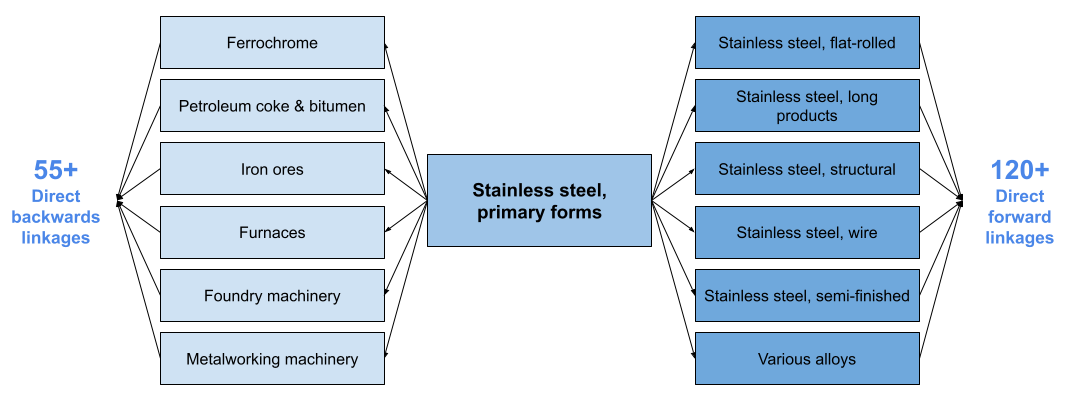 55+
Direct
backwards
linkages
Ferrochrome
Petroleum coke & bitumen
Iron ores
Furnaces
Foundry machinery
Metalworking machinery
Stainless steel,
primary forms
Stainless steel, flat-rolled
Stainless steel, long
products
Stainless steel, structural
Stainless steel, wire
Stainless steel, semi-finished
Various alloys
120+
Direct
forward
linkages